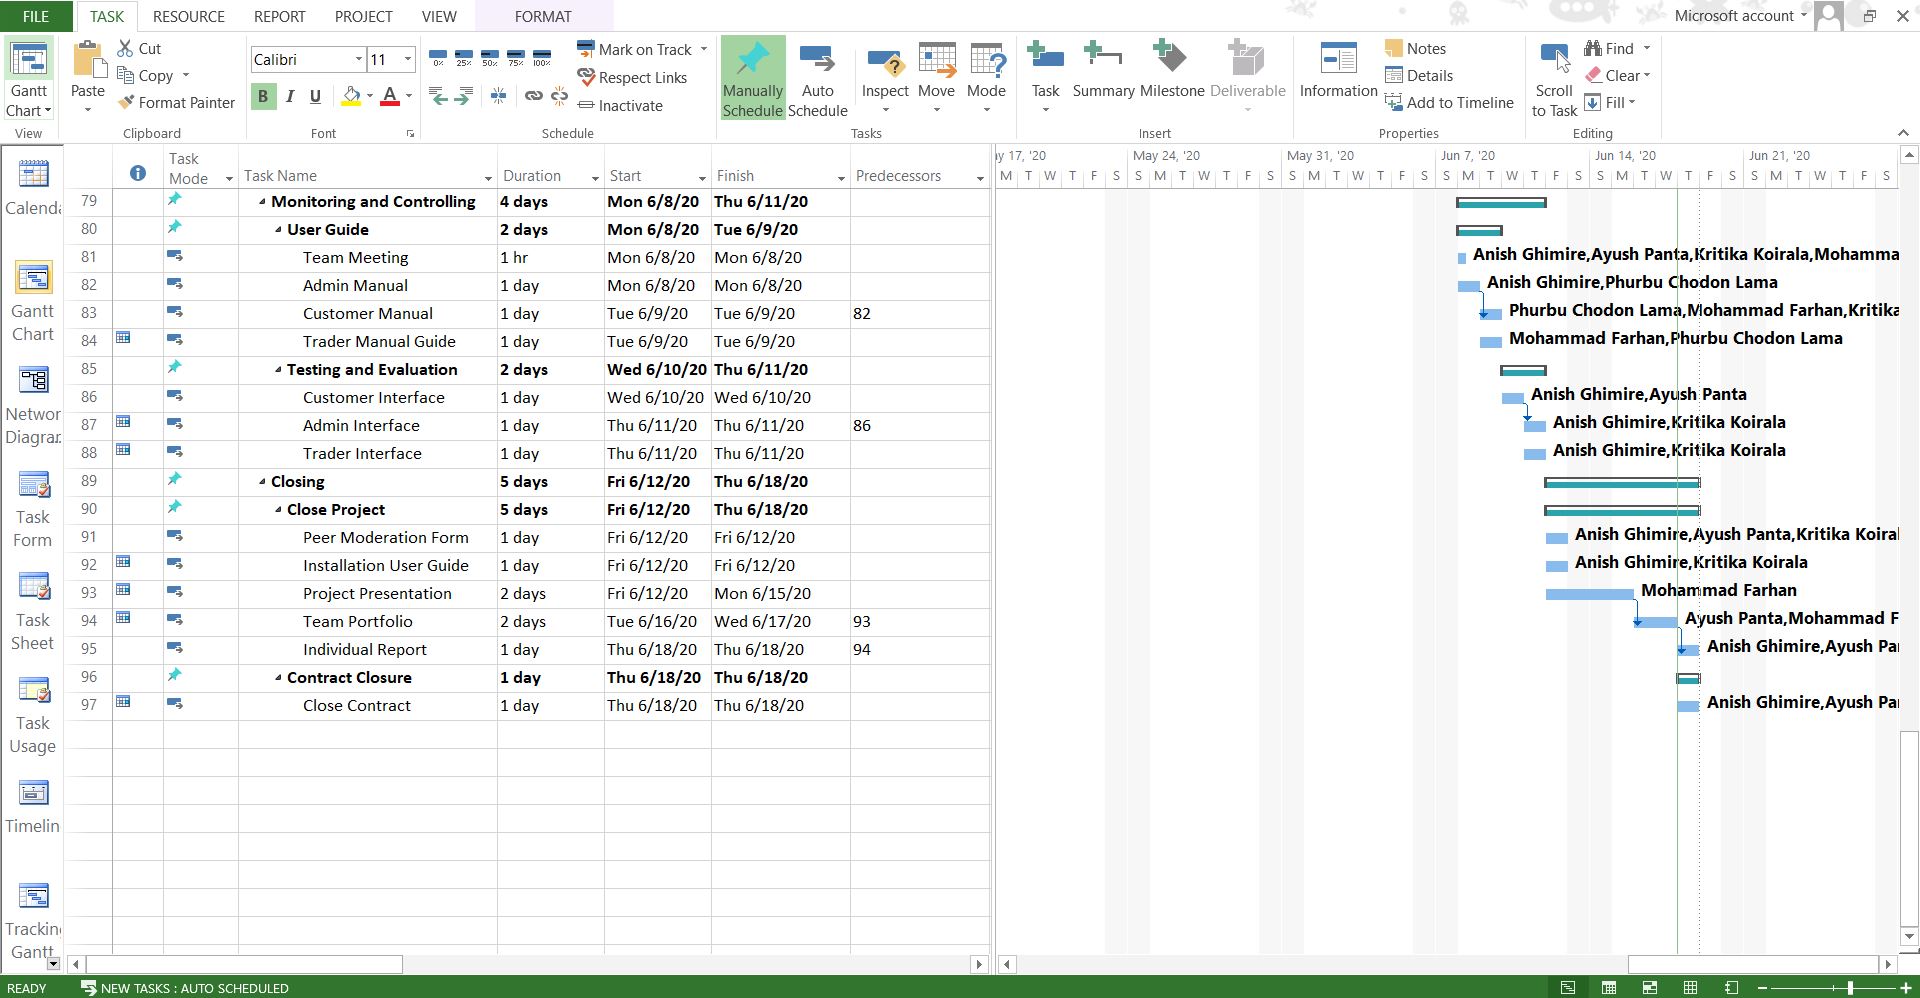 FILE TASK RESOURCE REPORT PROJECT VIEW FORMAT Microsoft account
Gantt Chart
View
Paste
Cut
Copy
Format Painter
Clipboard
Calibri 11
B I U A
Font
0% 25% 50% 75% 100%
Mark on Track
Respect Links
Inactivate
Schedule
Manually Schedule
Auto Schedule
Inspect
Move
Mode
Tasks
Task
Summary
Milestone
Deliverable
Insert
Information
Notes
Details
Add to Timeline
Properties
Scroll to Task
Find
Clear
Fill
Editing
Calenda
Gantt Chart
Networ
Diagra
Task Form
Task Sheet
Task Usage
Timelin
Trackin
Gantt
Task Mode Task Name Duration Start Finish Predecessors
79 Monitoring and Controlling 4 days Mon 6/8/20 Thu 6/11/20
80 User Guide 2 days Mon 6/8/20 Tue 6/9/20
81 Team Meeting 1 hr Mon 6/8/20 Mon 6/8/20
82 Admin Manual 1 day Mon 6/8/20 Mon 6/8/20
83 Customer Manual 1 day Tue 6/9/20 Tue 6/9/20 82
84 Trader Manual Guide 1 day Tue 6/9/20 Tue 6/9/20
85 Testing and Evaluation 2 days Wed 6/10/20 Thu 6/11/20
86 Customer Interface 1 day Wed 6/10/20 Wed 6/10/20
87 Admin Interface 1 day Thu 6/11/20 Thu 6/11/20 86
88 Trader Interface 1 day Thu 6/11/20 Thu 6/11/20
89 Closing 5 days Fri 6/12/20 Thu 6/18/20
90 Close Project 5 days Fri 6/12/20 Thu 6/18/20
91 Peer Moderation Form 1 day Fri 6/12/20 Fri 6/12/20
92 Installation User Guide 1 day Fri 6/12/20 Fri 6/12/20
93 Project Presentation 2 days Fri 6/12/20 Mon 6/15/20
94 Team Portfolio 2 days Tue 6/16/20 Wed 6/17/20 93
95 Individual Report 1 day Thu 6/18/20 Thu 6/18/20 94
96 Contract Closure 1 day Thu 6/18/20 Thu 6/18/20
97 Close Contract 1 day Thu 6/18/20 Thu 6/18/20
y 17, '20 May 24, '20 May 31, '20 Jun 7, '20 Jun 14, '20 Jun 21, '20
M T W T F S S M T W T F S S M T W T F S S M T W T F S S M T W T F S S M T W T F S
Anish Ghimire,Ayush Panta,Kritika Koirala,Mohamma
Anish Ghimire,Phurbu Chodon Lama
Phurbu Chodon Lama,Mohammad Farhan,Kritika
Mohammad Farhan,Phurbu Chodon Lama
Anish Ghimire,Ayush Panta
Anish Ghimire,Kritika Koirala
Anish Ghimire,Kritika Koirala
Anish Ghimire,Ayush Panta,Kritika Koiral
Anish Ghimire,Kritika Koirala
Mohammad Farhan
Ayush Panta,Mohammad F
Anish Ghimire,Ayush Pa
Anish Ghimire,Ayush Pa
READY NEW TASKS : AUTO SCHEDULED